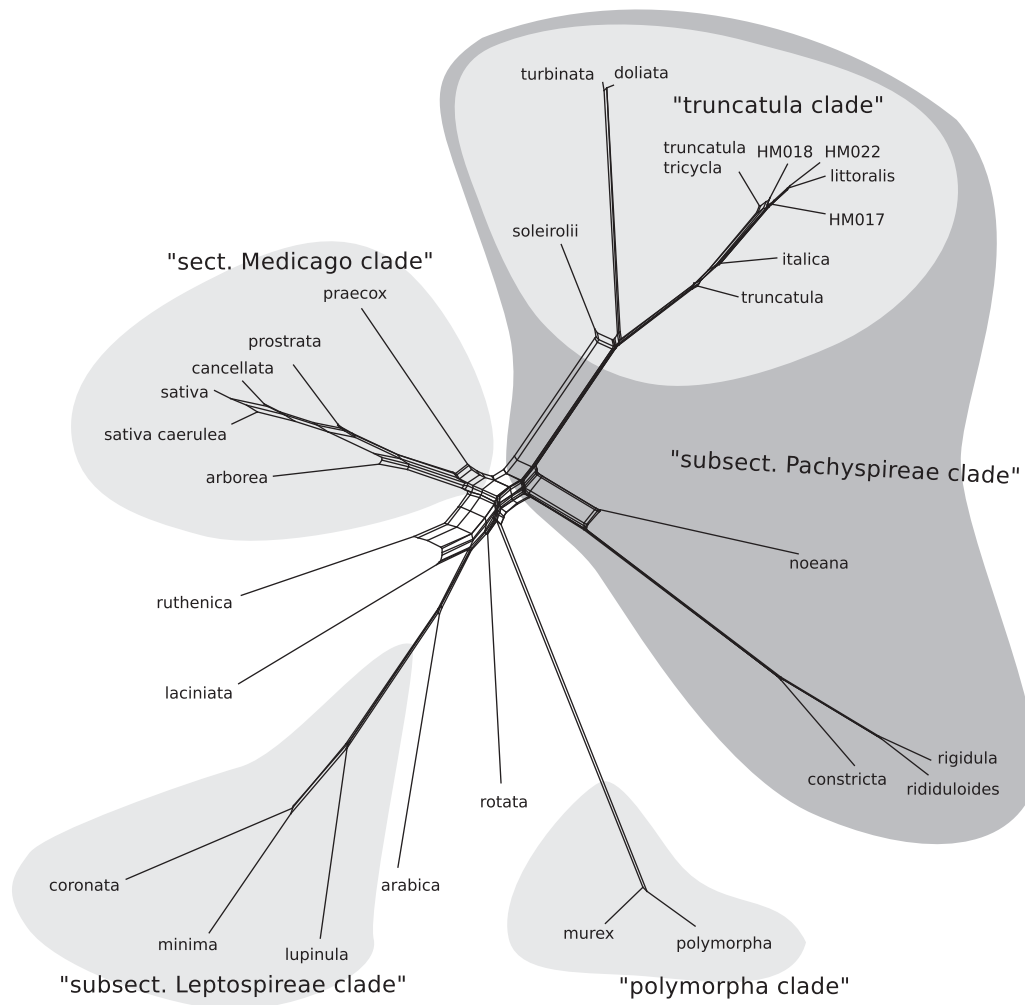 turbinata doliata
"truncatula clade"
truncatula
tricycla
HM018 HM022
littoralis
HM017
soleirolii
italica
truncatula
"sect. Medicago clade"
praecox
prostrata
cancellata
sativa
sativa caerulea
arborea
"subsect. Pachyspireae clade"
noeana
ruthenica
laciniata
rigidula
constricta
rididuloides
rotata
coronata
arabica
murex
minima
polymorpha
lupinula
"subsect. Leptospireae clade"
"polymorpha clade"